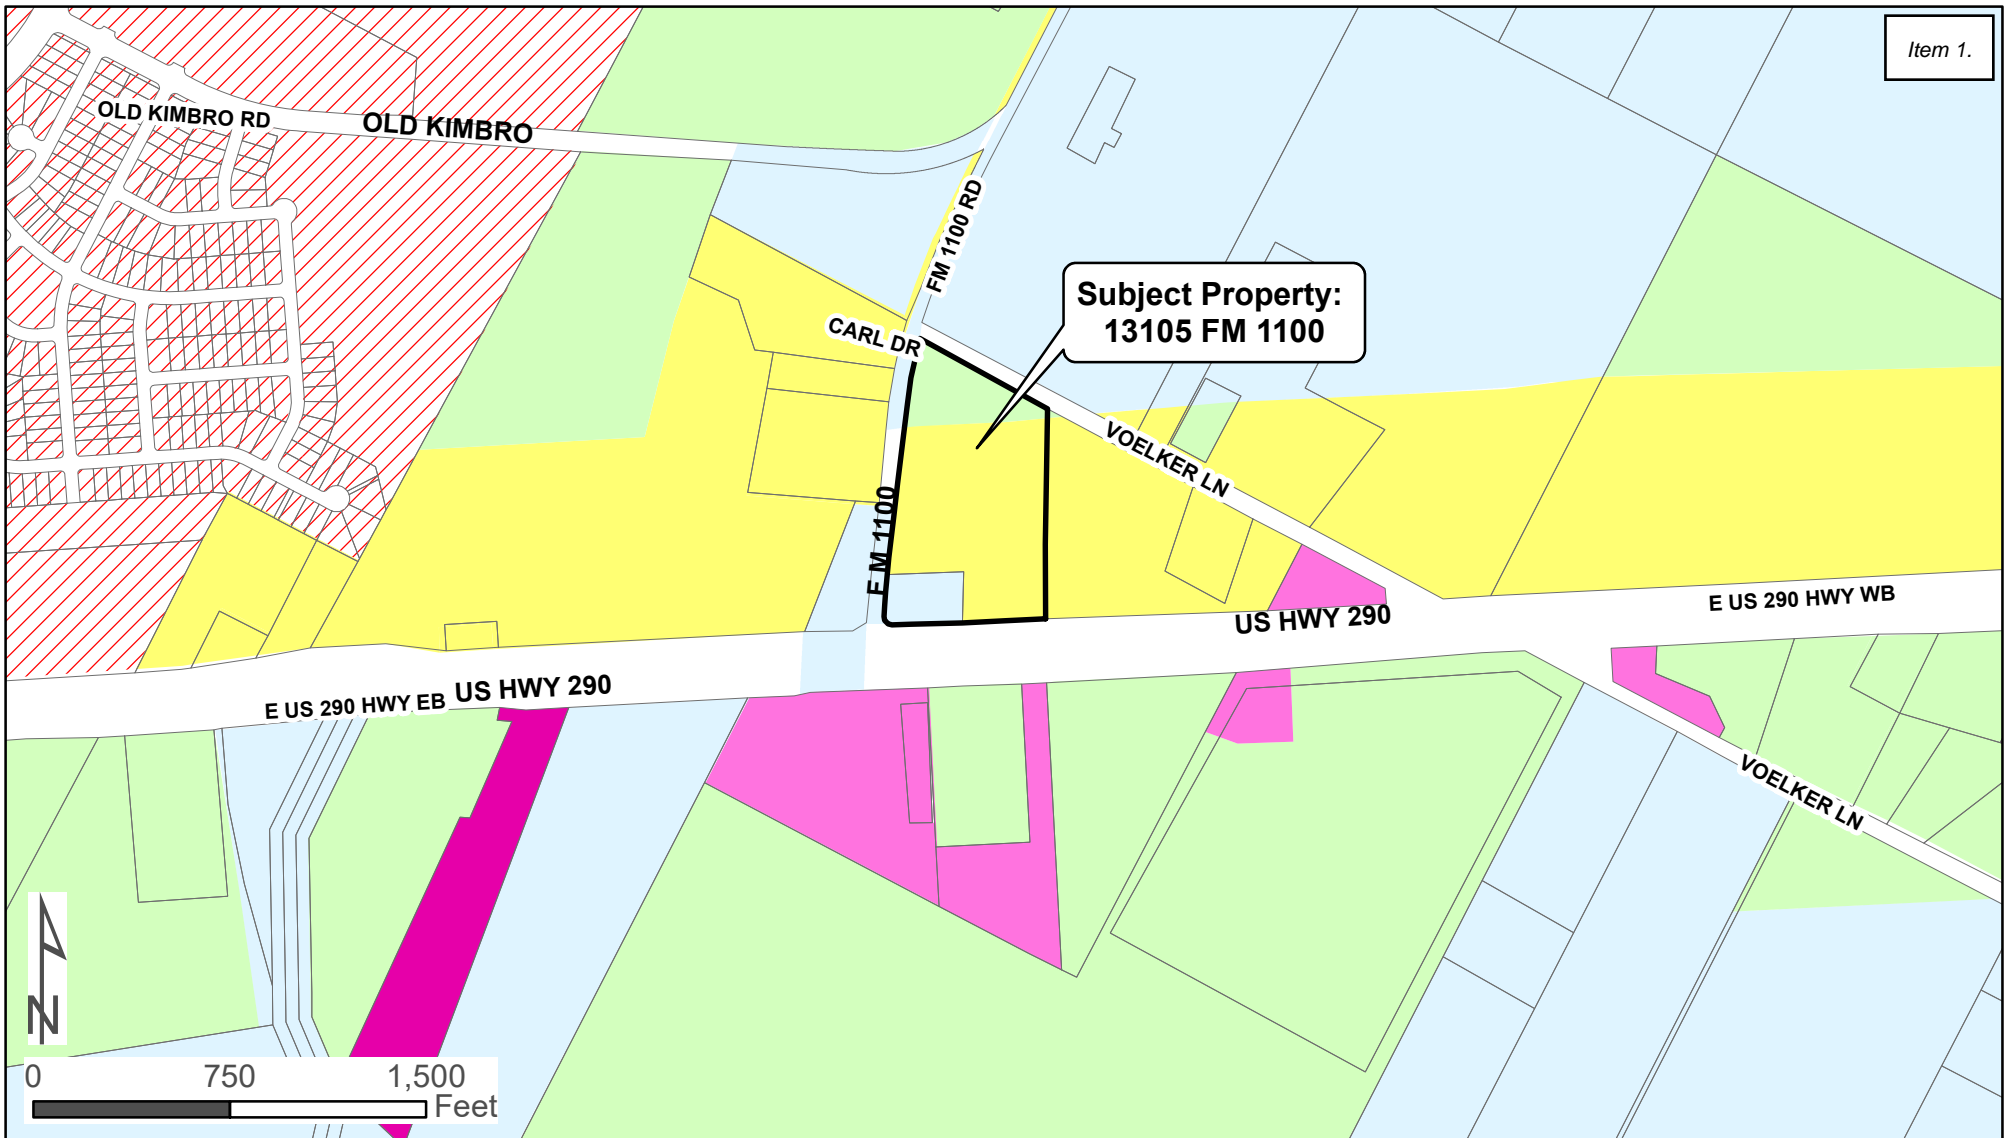 Item 1.
OLD KIMBRO RD
OLD KIMBRO
FM 1100 RD
Subject Property:
13105 FM 1100
CARL DR
VOELKER LN
F M 1100
E US 290 HWY WB
US HWY 290
E US 290 HWY EB
US HWY 290
VOELKER LN
N
0 750 1,500
Feet